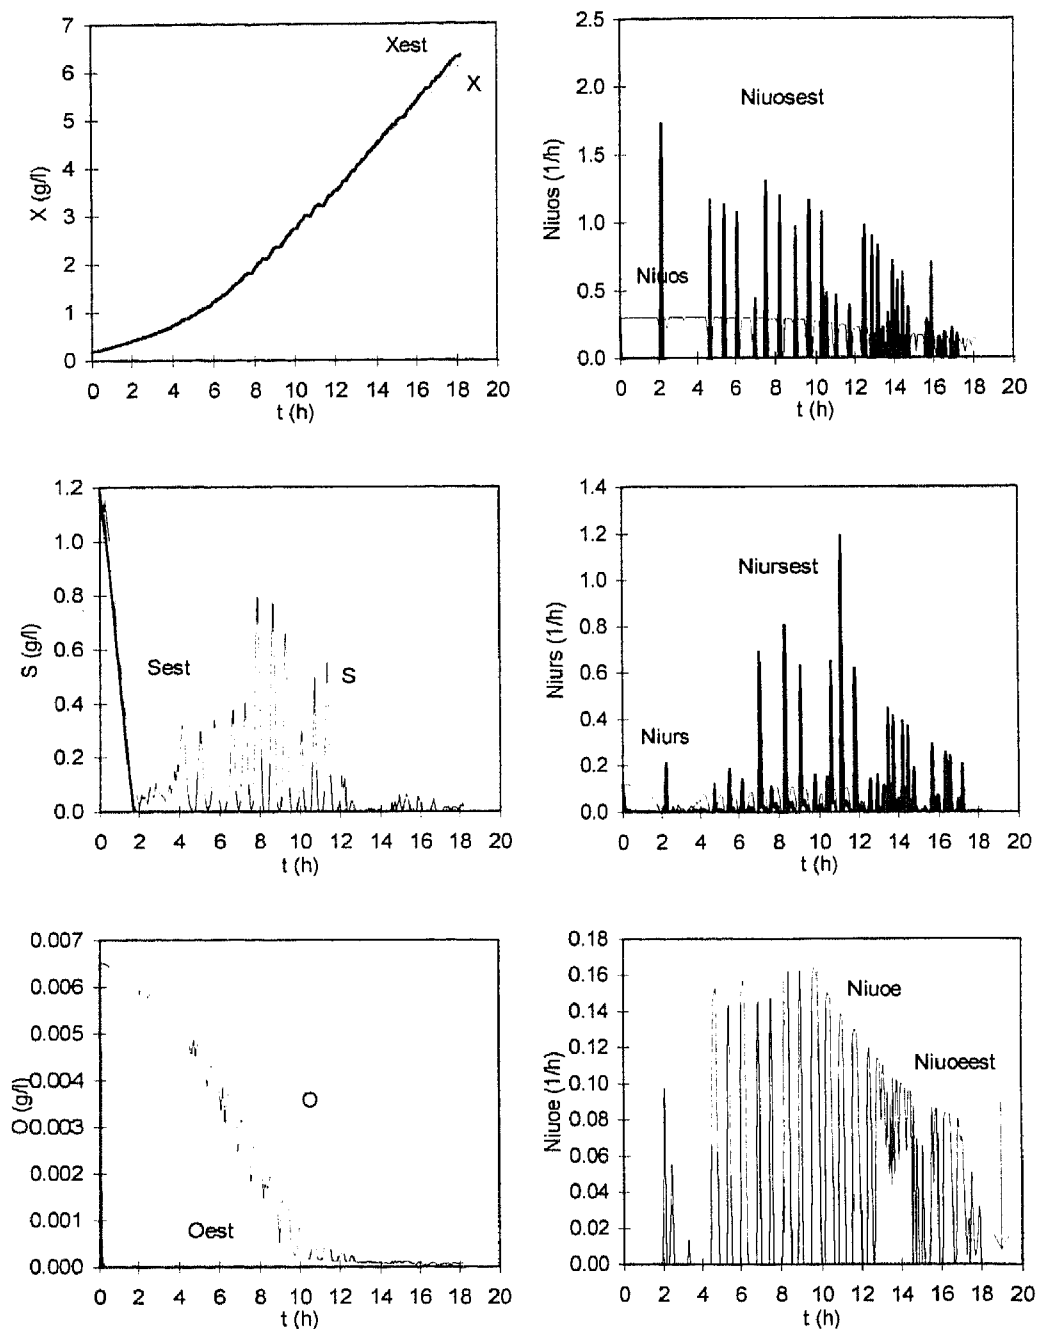 7
6
5
4
3
2
1
0
X (g/l)
Xest
X
0 2 4 6 8 10 12 14 16 18 20
t (h)
2.5
2.0
1.5
1.0
0.5
0.0
Niuos (1/h)
Niuosest
Niuos
0 2 4 6 8 10 12 14 16 18 20
t (h)
1.2
1.0
0.8
0.6
0.4
0.2
0.0
S (g/l)
Sest
S
0 2 4 6 8 10 12 14 16 18 20
t (h)
1.4
1.2
1.0
0.8
0.6
0.4
0.2
0.0
Niurs (1/h)
Niursest
Niurs
0 2 4 6 8 10 12 14 16 18 20
t (h)
0.007
0.006
0.005
0.004
0.003
0.002
0.001
0.000
O (g/l)
O
Oest
0 2 4 6 8 10 12 14 16 18 20
t (h)
0.18
0.16
0.14
0.12
0.10
0.08
0.06
0.04
0.02
0.00
Niuoe (1/h)
Niuoe
Niuoeest
0 2 4 6 8 10 12 14 16 18 20
t (h)